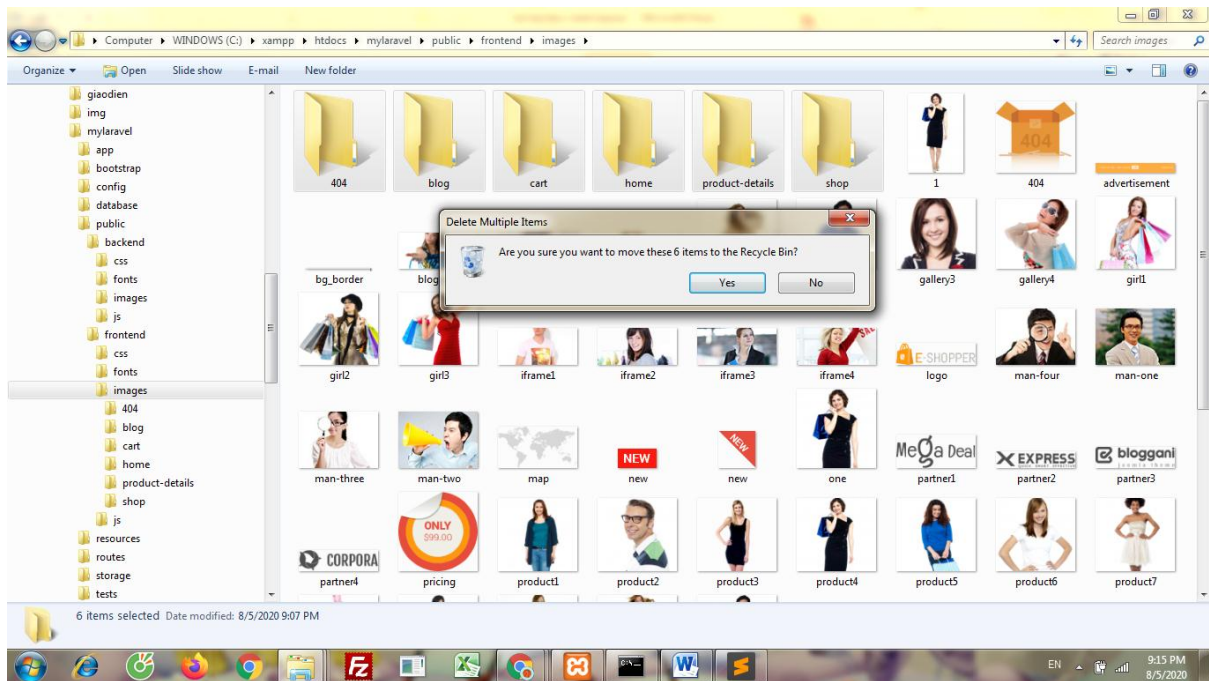 Computer ▸ WINDOWS (C:) ▸ xampp ▸ htdocs ▸ mylaravel ▸ public ▸ frontend ▸ images ▸
Search images
Organize Open Slide show E-mail New folder
giaodien
img
mylaravel
app
bootstrap
config
database
public
backend
css
fonts
images
js
frontend
css
fonts
images
404
blog
cart
home
product-details
shop
js
resources
routes
storage
tests
404
404 blog cart home product-details shop 1 404 advertisement
Delete Multiple Items
Are you sure you want to move these 6 items to the Recycle Bin?
Yes No
bg_border blog gallery3 gallery4 girl1
SALE
E-SHOPPER
girl2 girl3 iframe1 iframe2 iframe3 iframe4 logo man-four man-one
NEW NEW MeGa Deal EXPRESS bloggani
man-three man-two map new new one partner1 partner2 partner3
ONLY
$99.00
CORPORA
partner4 pricing product1 product2 product3 product4 product5 product6 product7
6 items selected Date modified: 8/5/2020 9:07 PM
EN 9:15 PM
8/5/2020